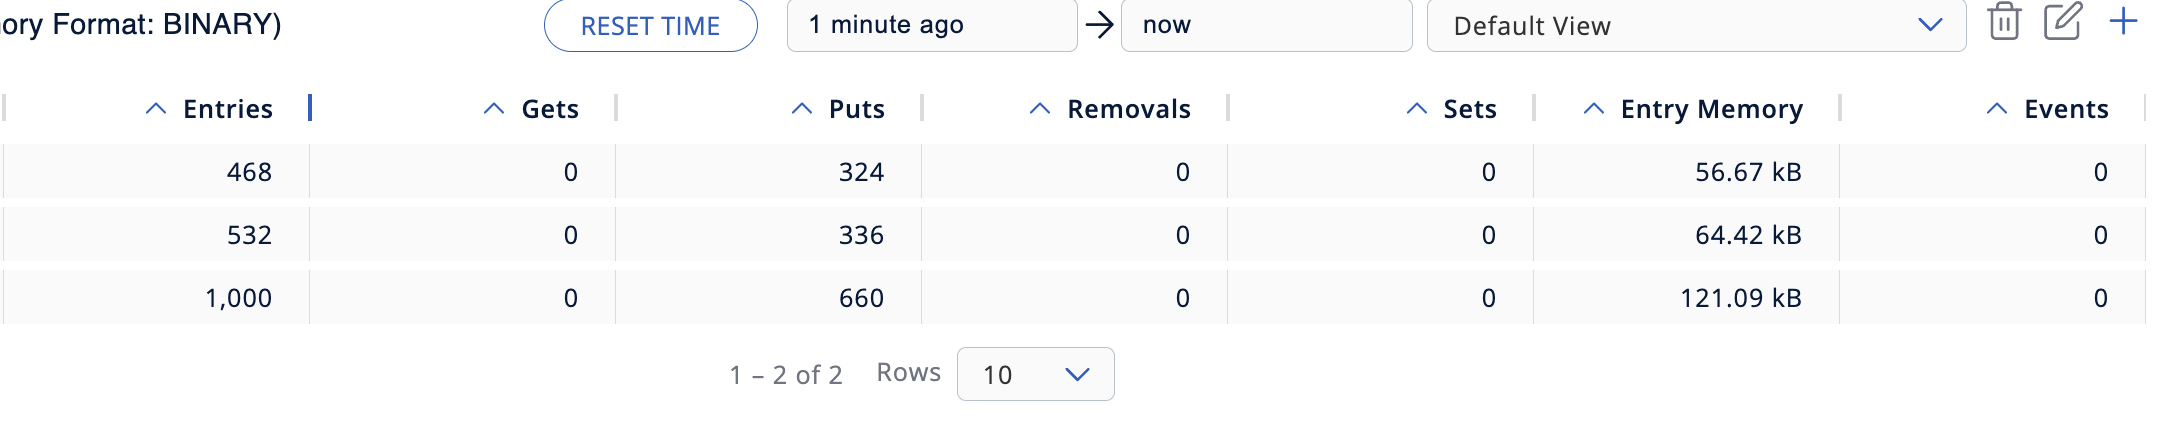 ory Format: BINARY) RESET TIME 1 minute ago now Default View
Entries Gets Puts Removals Sets Entry Memory Events
468 0 324 0 0 56.67 kB 0
532 0 336 0 0 64.42 kB 0
1,000 0 660 0 0 121.09 kB 0
1 – 2 of 2 Rows 10